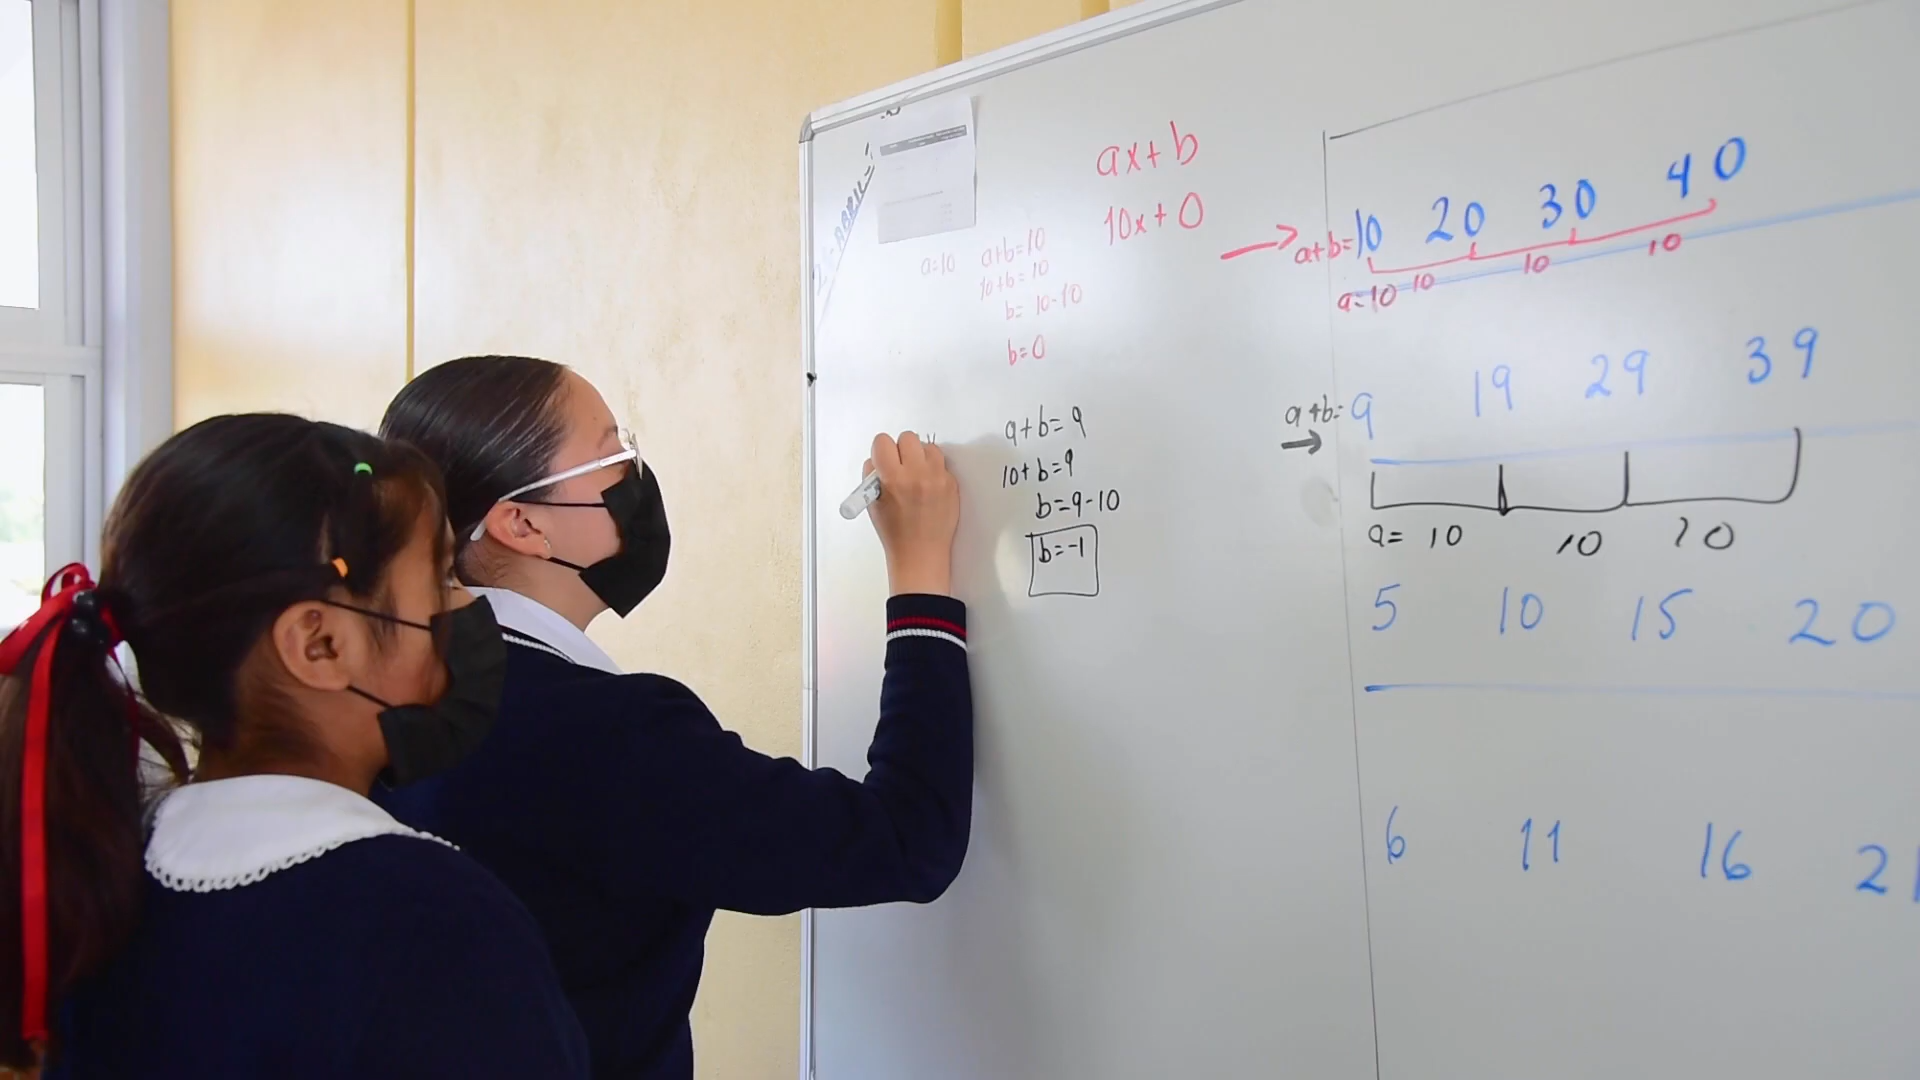 ABRIL
ax+b
10x+0
a=10
a+b=10
10+b=10
b=10-10
b=0
a+b=9
10+b=9
b=9-10
b=-1
a+b=10 20 30 40
a=10 10 10 10
a+b=9 19 29 39
a=10 10 10
5 10 15 20
6 11 16 21